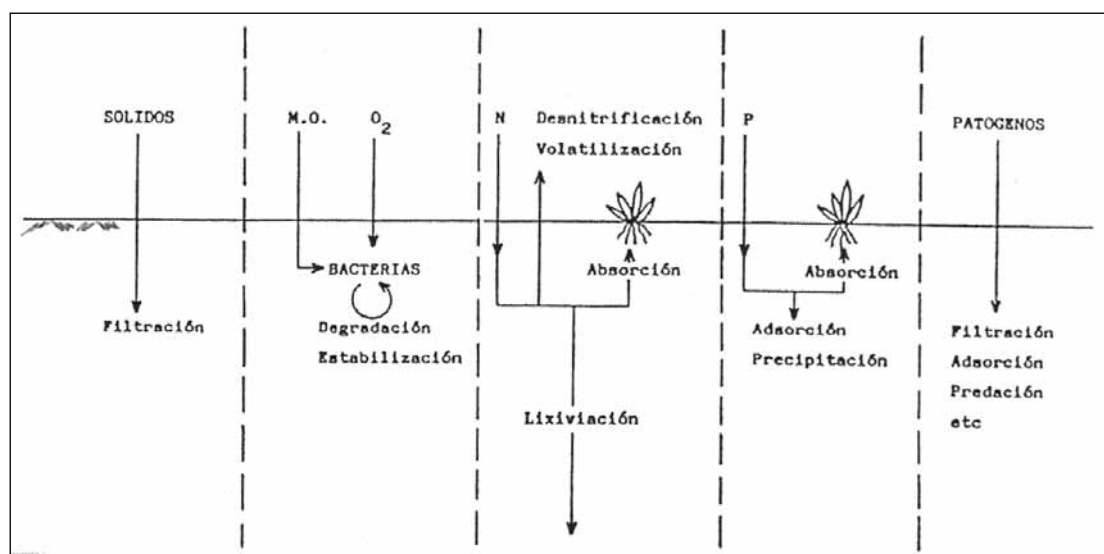 SOLIDOS
Filtración
M.O. O2
BACTERIAS
Degradación
Estabilización
N Desnitrificación
Volatilización
Absorción
Lixiviación
P
Absorción
Adsorción
Precipitación
PATOGENOS
Filtración
Adsorción
Predación
etc